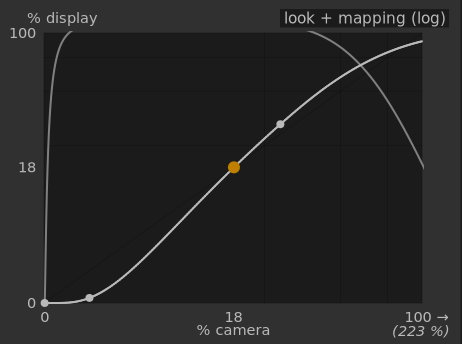 % display
look + mapping (log)
100
18
0
0
18
100 →
% camera
(223 %)